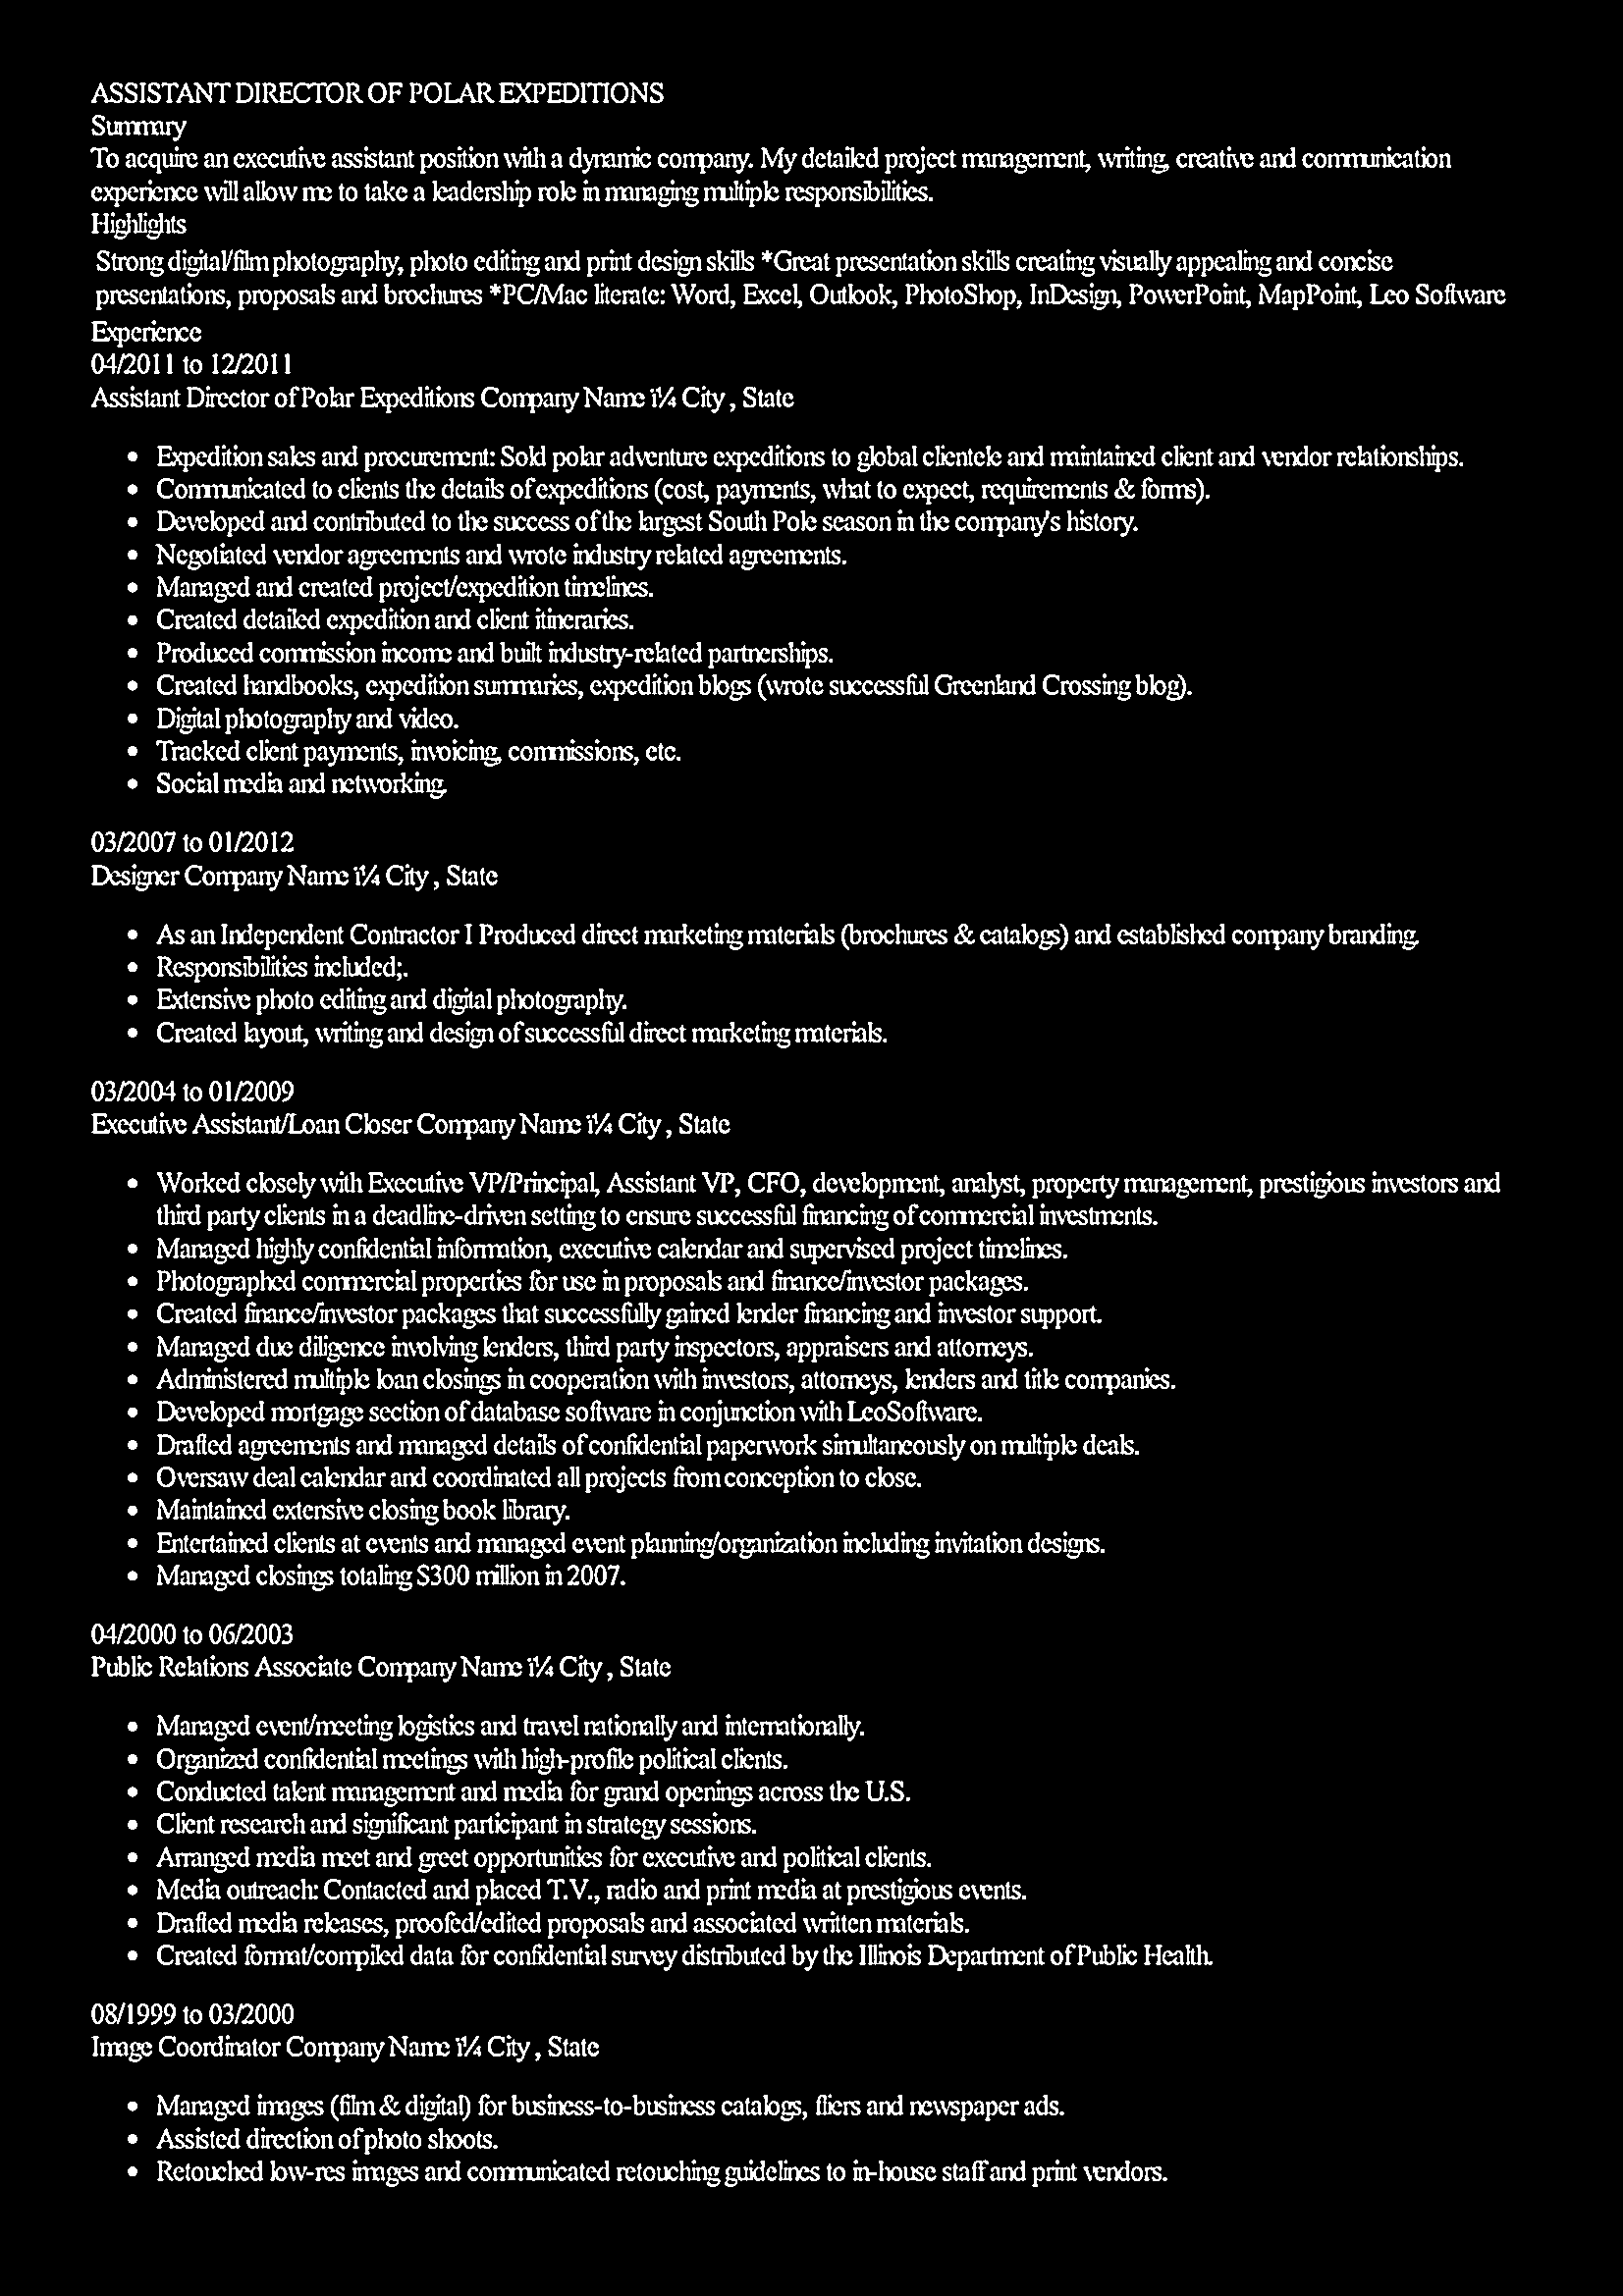 ASSISTANT DIRECTOR OF POLAR EXPEDITIONS
Summary
To acquire an executive assistant position with a dynamic company. My detailed project management, writing, creative and communication
experience will allow me to take a leadership role in managing multiple responsibilities.
Highlights
Strong digital/film photography, photo editing and print design skills *Great presentation skills creating visually appealing and concise
presentations, proposals and brochures *PC/Mac literate: Word, Excel, Outlook, PhotoShop, InDesign, PowerPoint, MapPoint, Leo Software
Experience
04/2011 to 12/2011
Assistant Director of Polar Expeditions Company Name ï¼ City , State
• Expedition sales and procurement: Sold polar adventure expeditions to global clientele and maintained client and vendor relationships.
• Communicated to clients the details of expeditions (cost, payments, what to expect, requirements & forms).
• Developed and contributed to the success of the largest South Pole season in the company's history.
• Negotiated vendor agreements and wrote industry related agreements.
• Managed and created project/expedition timelines.
• Created detailed expedition and client itineraries.
• Produced commission income and built industry-related partnerships.
• Created handbooks, expedition summaries, expedition blogs (wrote successful Greenland Crossing blog).
• Digital photography and video.
• Tracked client payments, invoicing, commissions, etc.
• Social media and networking.
03/2007 to 01/2012
Designer Company Name ï¼ City , State
• As an Independent Contractor I Produced direct marketing materials (brochures & catalogs) and established company branding.
• Responsibilities included;.
• Extensive photo editing and digital photography.
• Created layout, writing and design of successful direct marketing materials.
03/2004 to 01/2009
Executive Assistant/Loan Closer Company Name ï¼ City , State
• Worked closely with Executive VP/Principal, Assistant VP, CFO, development, analyst, property management, prestigious investors and
third party clients in a deadline-driven setting to ensure successful financing of commercial investments.
• Managed highly confidential information, executive calendar and supervised project timelines.
• Photographed commercial properties for use in proposals and finance/investor packages.
• Created finance/investor packages that successfully gained lender financing and investor support.
• Managed due diligence involving lenders, third party inspectors, appraisers and attorneys.
• Administered multiple loan closings in cooperation with investors, attorneys, lenders and title companies.
• Developed mortgage section of database software in conjunction with LeoSoftware.
• Drafted agreements and managed details of confidential paperwork simultaneously on multiple deals.
• Oversaw deal calendar and coordinated all projects from conception to close.
• Maintained extensive closing book library.
• Entertained clients at events and managed event planning/organization including invitation designs.
• Managed closings totaling $300 million in 2007.
04/2000 to 06/2003
Public Relations Associate Company Name ï¼ City , State
• Managed event/meeting logistics and travel nationally and internationally.
• Organized confidential meetings with high-profile political clients.
• Conducted talent management and media for grand openings across the U.S.
• Client research and significant participant in strategy sessions.
• Arranged media meet and greet opportunities for executive and political clients.
• Media outreach: Contacted and placed T.V., radio and print media at prestigious events.
• Drafted media releases, proofed/edited proposals and associated written materials.
• Created format/compiled data for confidential survey distributed by the Illinois Department of Public Health.
08/1999 to 03/2000
Image Coordinator Company Name ï¼ City , State
• Managed images (film & digital) for business-to-business catalogs, fliers and newspaper ads.
• Assisted direction of photo shoots.
• Retouched low-res images and communicated retouching guidelines to in-house staff and print vendors.